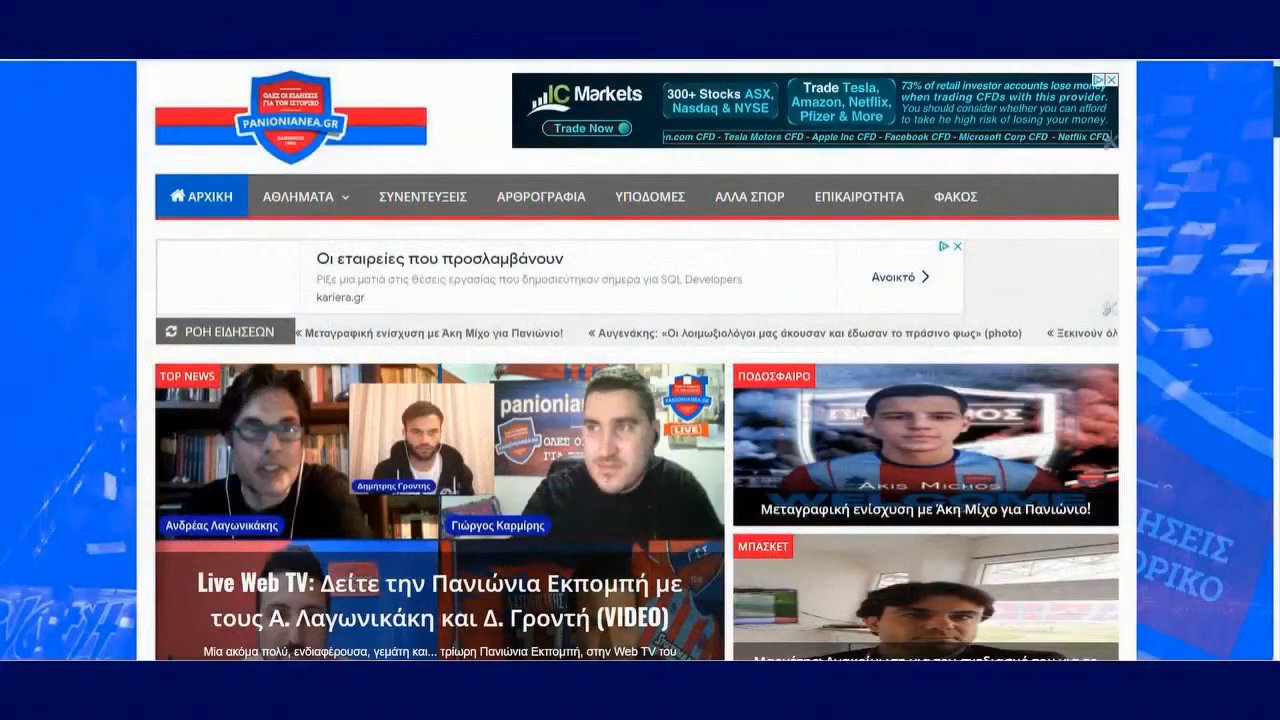 ΟΛΕΣ ΟΙ ΕΙΔΗΣΕΙΣ
ΓΙΑ ΤΟΝ ΙΣΤΟΡΙΚΟ
PANIONIANEA.GR
IC Markets
Trade Now
300+ Stocks ASX,
Nasdaq & NYSE
Trade Tesla,
Amazon, Netflix,
Pfizer & More
73% of retail investor accounts lose money
when trading CFDs with this provider.
You should consider whether you can afford
to take he high risk of losing your money.
n.com CFD - Tesla Motors CFD - Apple Inc CFD - Facebook CFD - Microsoft Corp CFD - Netflix CFD
ΑΡΧΙΚΗ ΑΘΛΗΜΑΤΑ ΣΥΝΕΝΤΕΥΞΕΙΣ ΑΡΘΡΟΓΡΑΦΙΑ ΥΠΟΔΟΜΕΣ ΑΛΛΑ ΣΠΟΡ ΕΠΙΚΑΙΡΟΤΗΤΑ ΦΑΚΟΣ
Οι εταιρείες που προσλαμβάνουν
Ρίξε μια ματιά στις θέσεις εργασίας που δημοσιεύτηκαν σήμερα για SQL Developers
kariera.gr
Ανοικτό
ΡΟΗ ΕΙΔΗΣΕΩΝ « Μεταγραφική ενίσχυση με Άκη Μίχο για Πανιώνιο! « Αυγενάκης: «Οι λοιμωξιολόγοι μας άκουσαν και έδωσαν το πράσινο φως» (photo) « Ξεκινούν όλ
TOP NEWS
PANIONIANEA.GR
LIVE
Δημήτρης Γροντής
Ανδρέας Λαγωνικάκης
Γιώργος Καρμίρης
Live Web TV: Δείτε την Πανιώνια Εκπομπή με
τους Α. Λαγωνικάκη και Δ. Γροντή (VIDEO)
Μία ακόμα πολύ, ενδιαφέρουσα, γεμάτη και... τρίωρη Πανιώνια Εκπομπή, στην Web TV του
ΠΟΔΟΣΦΑΙΡΟ
AKIS MICHOS
WELCOME
Μεταγραφική ενίσχυση με Άκη Μίχο για Πανιώνιο!
ΜΠΑΣΚΕΤ